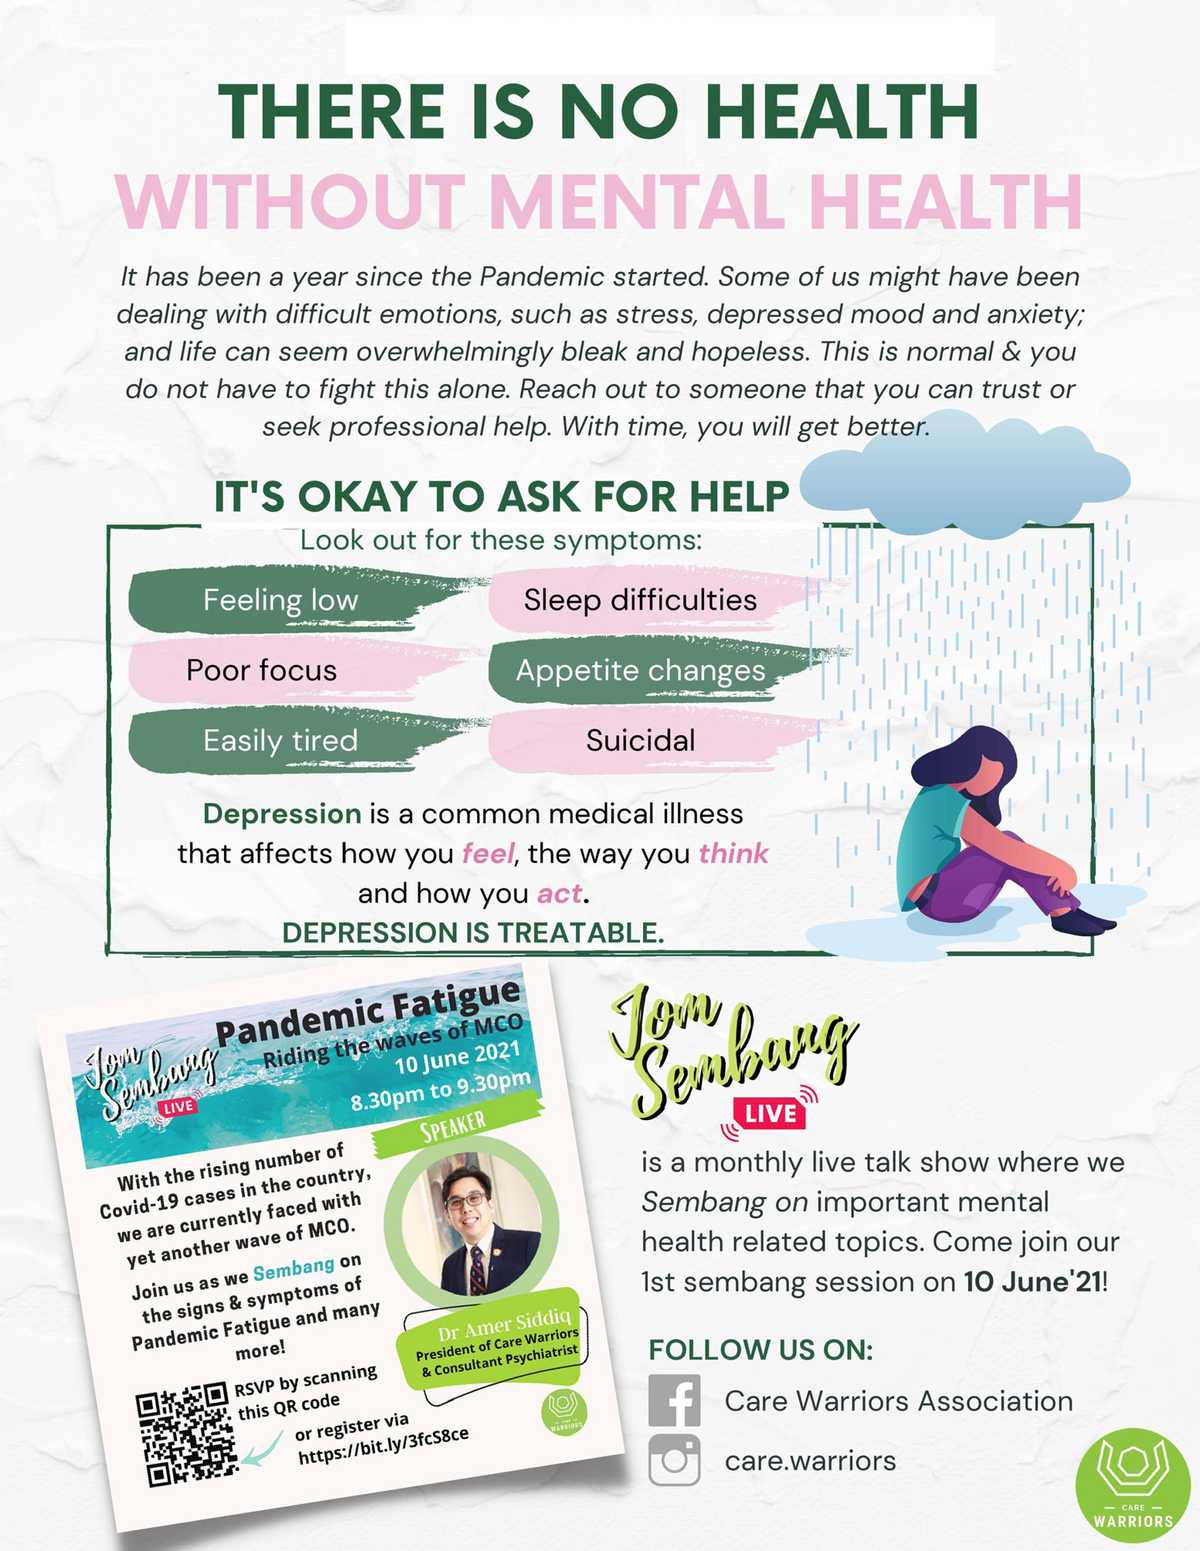 THERE IS NO HEALTH
WITHOUT MENTAL HEALTH
It has been a year since the Pandemic started. Some of us might have been
dealing with difficult emotions, such as stress, depressed mood and anxiety;
and life can seem overwhelmingly bleak and hopeless. This is normal & you
do not have to fight this alone. Reach out to someone that you can trust or
seek professional help. With time, you will get better.
IT'S OKAY TO ASK FOR HELP
Look out for these symptoms:
Feeling low
Sleep difficulties
Poor focus
Appetite changes
Easily tired
Suicidal
Depression is a common medical illness
that affects how you feel, the way you think
and how you act.
DEPRESSION IS TREATABLE.
Jom
Sembang
LIVE
Pandemic Fatigue
Riding the waves of MCO
10 June 2021
8.30pm to 9.30pm
SPEAKER
With the rising number of
Covid-19 cases in the country,
we are currently faced with
yet another wave of MCO.
Join us as we Sembang on
the signs & symptoms of
Pandemic Fatigue and many
more!
Dr Amer Siddiq
President of Care Warriors
& Consultant Psychiatrist
RSVP by scanning
this QR code
or register via
https://bit.ly/3fcS8ce
CARE
WARRIORS
Jom
Sembang
LIVE
is a monthly live talk show where we
Sembang on important mental
health related topics. Come join our
1st sembang session on 10 June'21!
FOLLOW US ON:
Care Warriors Association
care.warriors
CARE
WARRIORS